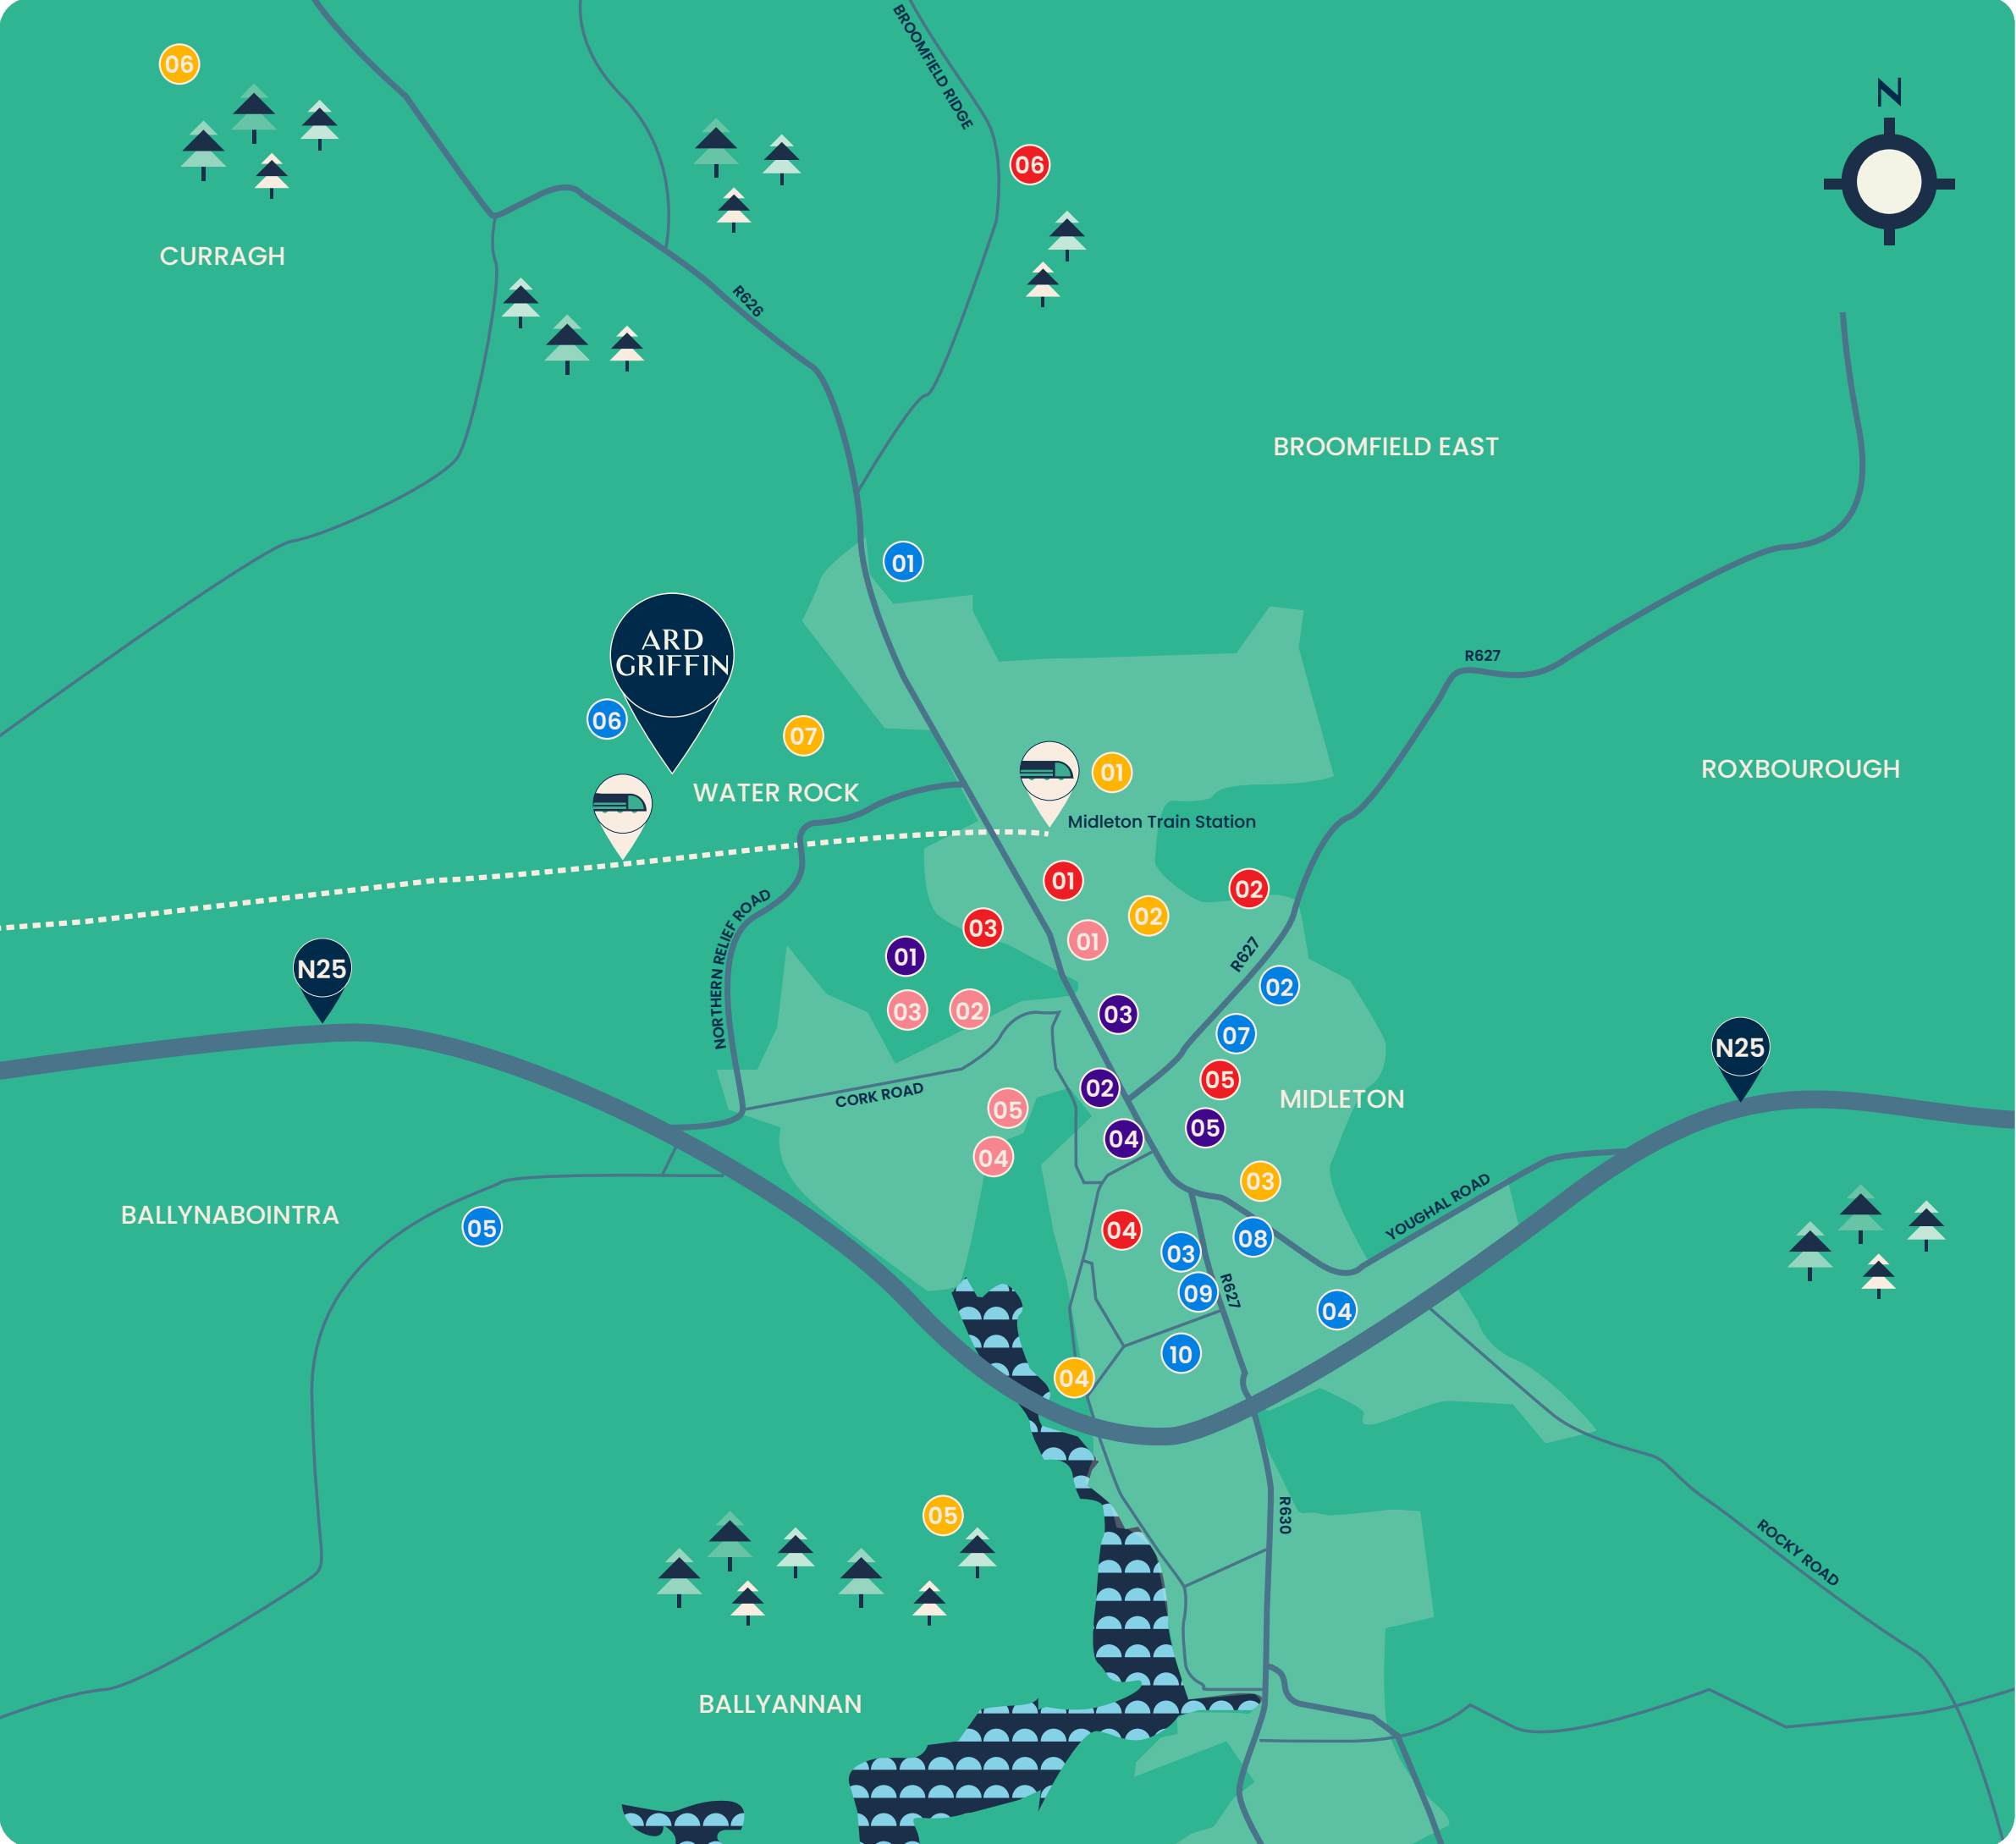 BROOMFIELD RIDGE
06
N
06
CURRAGH
R626
BROOMFIELD EAST
01
ARD
GRIFFIN
R627
06
07
01
ROXBOUROUGH
WATER ROCK
Midleton Train Station
01
02
NORTHERN RELIEF ROAD
02
03
01
01
R627
N25
02
03
02
03
07
N25
05
02
CORK ROAD
MIDLETON
05
05
04
04
03
YOUGHAL ROAD
BALLYNABOINTRA
05
04
08
03
R627
09
04
10
04
05
R630
ROCKY ROAD
BALLYANNAN